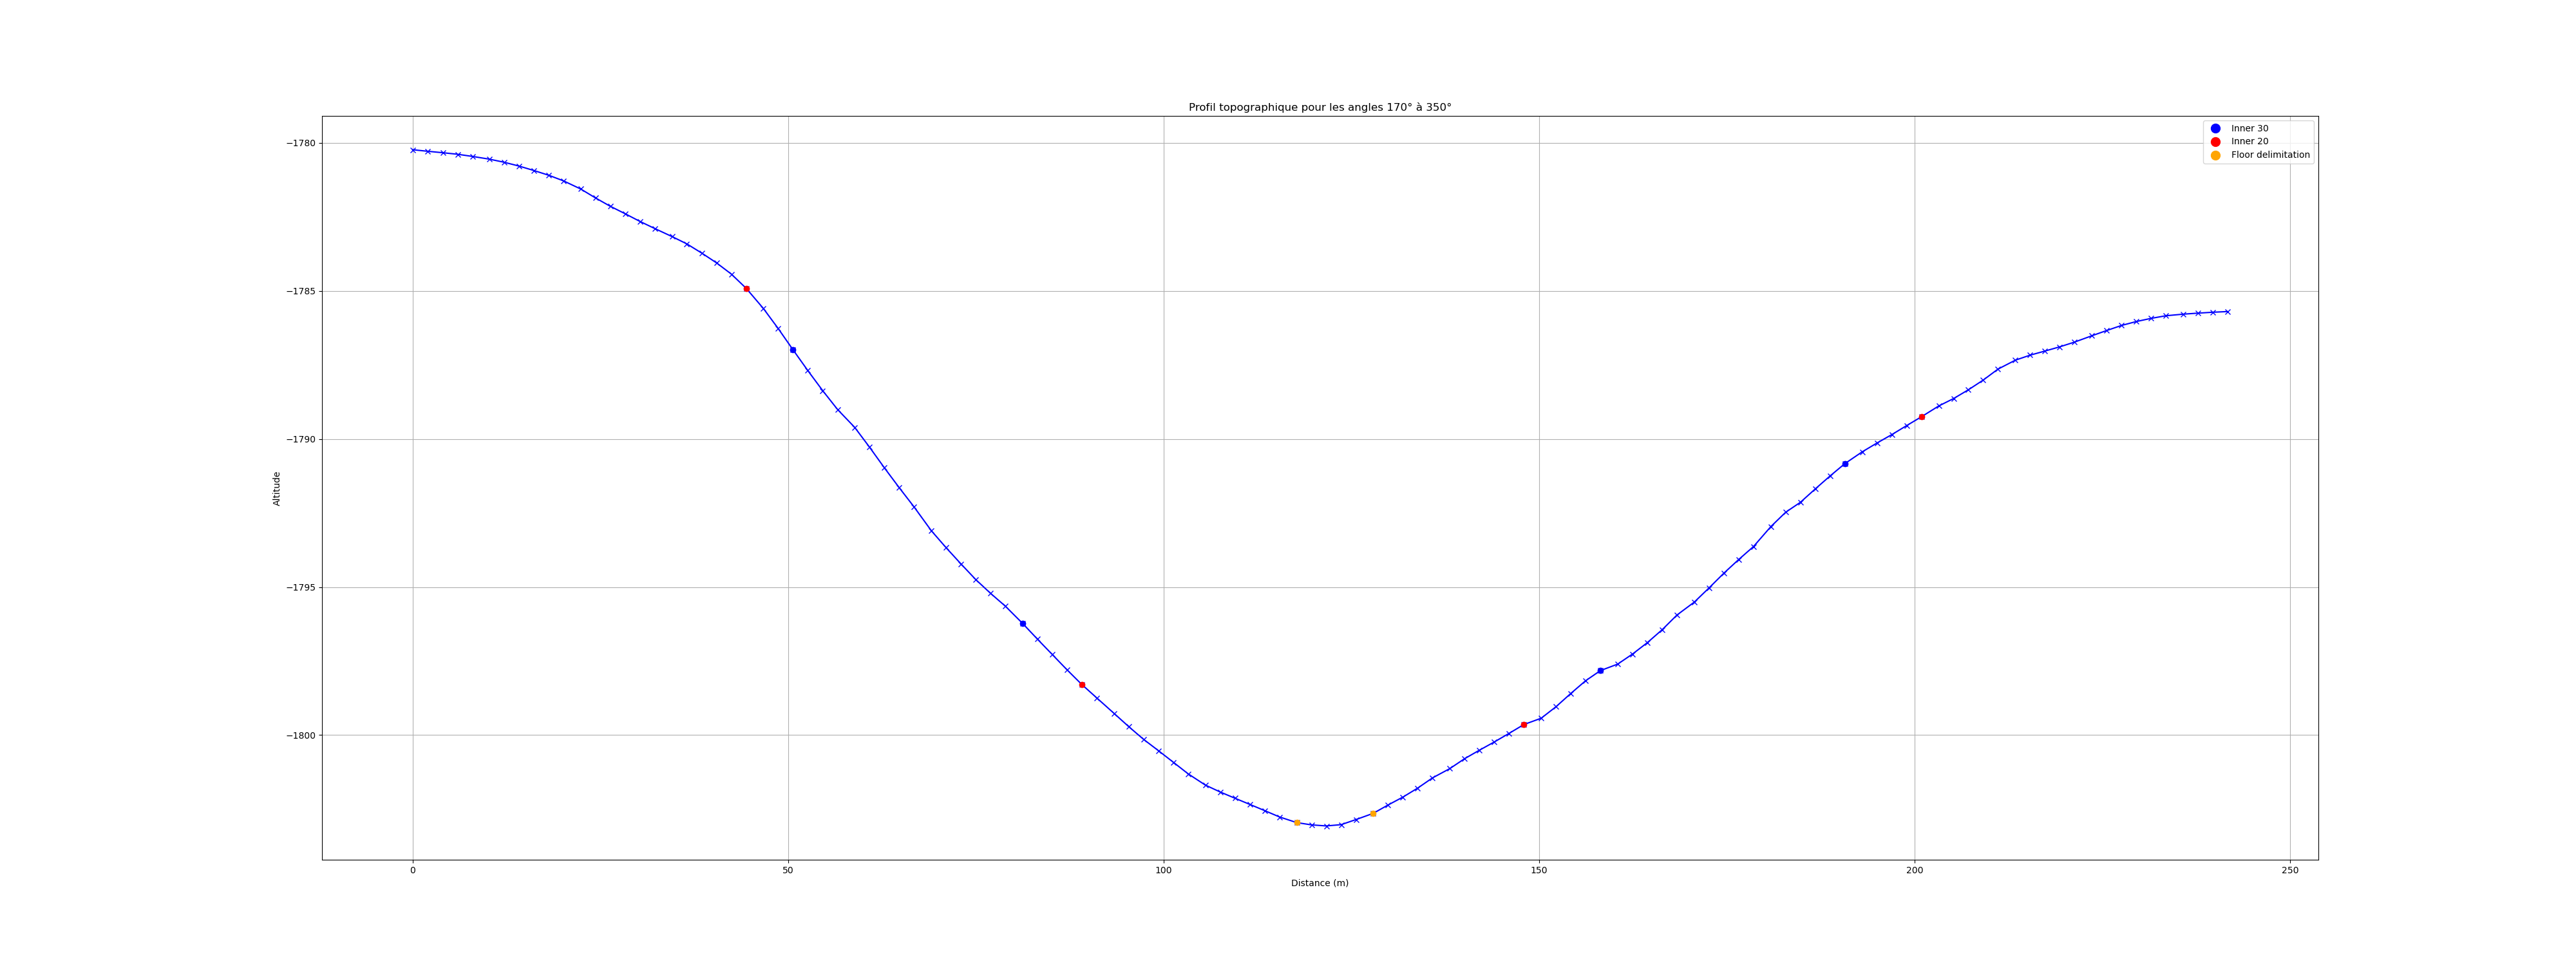 Profil topographique pour les angles 170° à 350°
Inner 30
Inner 20
Floor delimitation
−1780
−1785
−1790
−1795
−1800
Altitude
0
50
100
150
200
250
Distance (m)